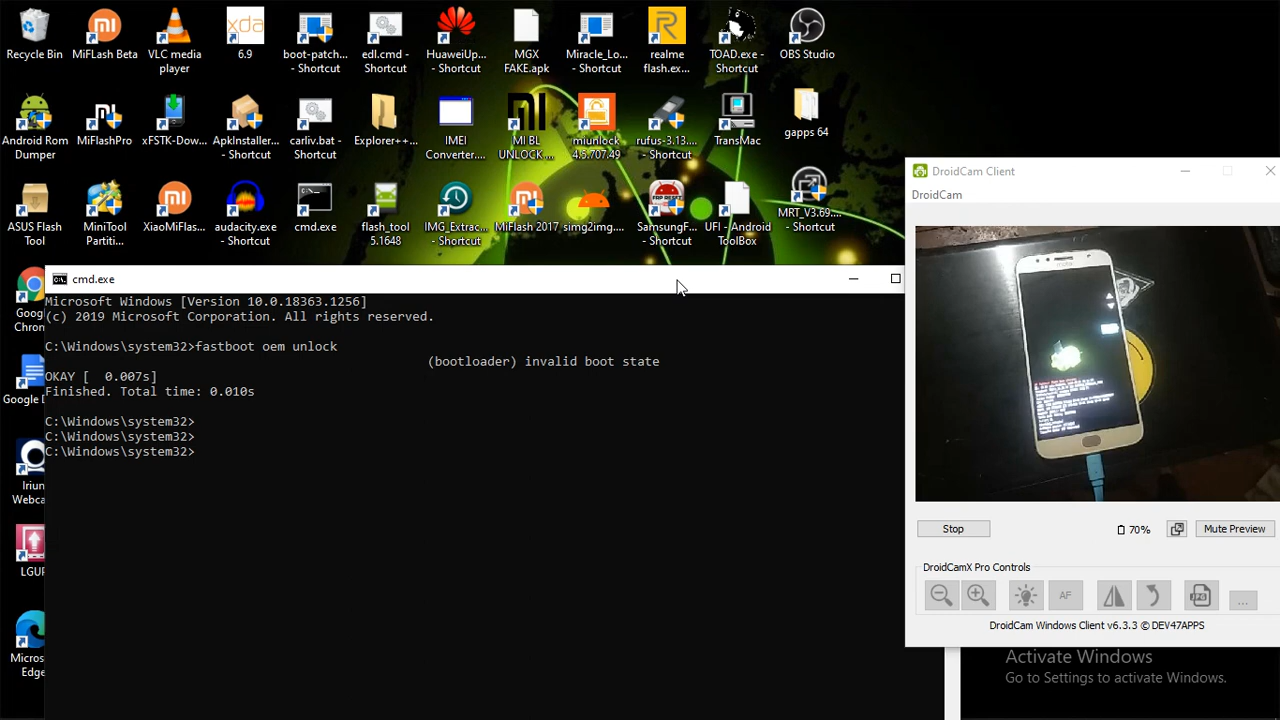 Recycle Bin
MiFlash Beta
VLC media
player
xda
6.9
boot-patch...
- Shortcut
edl.cmd -
Shortcut
HuaweiUp...
- Shortcut
MGX
FAKE.apk
Miracle_Lo...
- Shortcut
realme
flash.ex...
TOAD.exe -
Shortcut
OBS Studio
Android Rom
Dumper
MiFlashPro
xFSTK-Dow...
ApkInstaller...
- Shortcut
carliv.bat -
Shortcut
Explorer++...
IMEI
Converter....
MI BL
UNLOCK ...
miunlock
4.5.707.49
rufus-3.13....
- Shortcut
TransMac
gapps 64
ASUS Flash
Tool
MiniTool
Partiti...
XiaoMiFlas...
audacity.exe
- Shortcut
cmd.exe
flash_tool
5.1648
IMG_Extrac...
- Shortcut
MiFlash 2017
simg2img....
FRP RESET
SamsungF...
- Shortcut
UFI - Android
ToolBox
MRT_V3.69....
- Shortcut
Goog
Chron
Google D
Iriun
Webca
LGUP
Micros
Edge
cmd.exe
Microsoft Windows [Version 10.0.18363.1256]
(c) 2019 Microsoft Corporation. All rights reserved.
C:\Windows\system32>fastboot oem unlock
(bootloader) invalid boot state
OKAY [  0.007s]
Finished. Total time: 0.010s
C:\Windows\system32>
C:\Windows\system32>
C:\Windows\system32>
DroidCam Client
DroidCam
Stop
70%
Mute Preview
DroidCamX Pro Controls
AF
JPG
...
DroidCam Windows Client v6.3.3 © DEV47APPS
Activate Windows
Go to Settings to activate Windows.